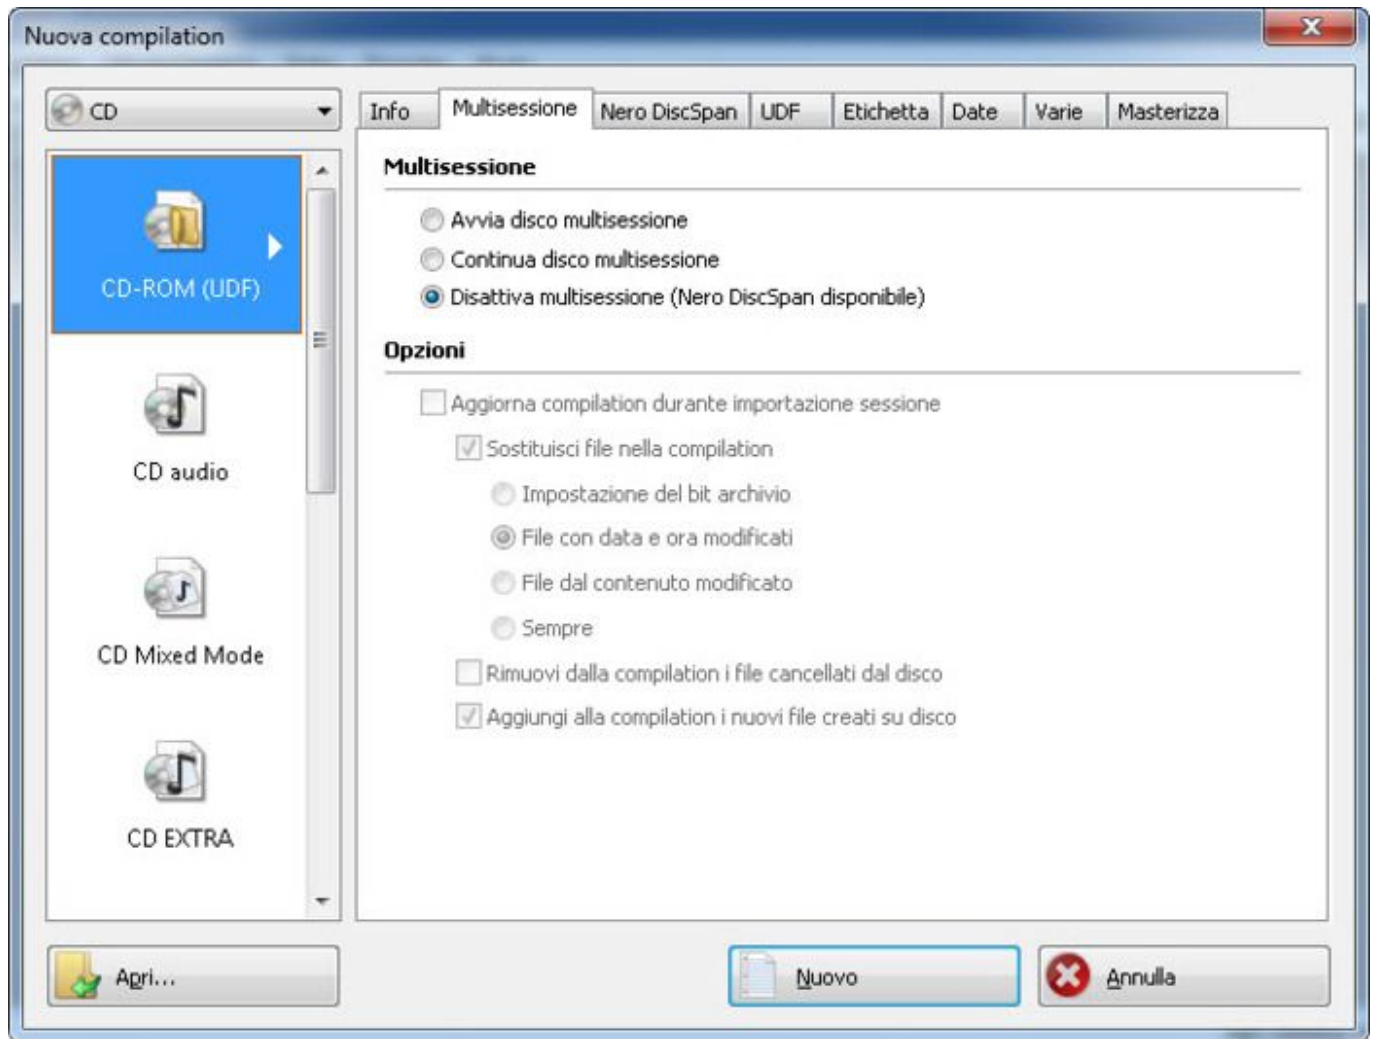 Nuova compilation
CD
Info Multisessione Nero DiscSpan UDF Etichetta Date Varie Masterizza
CD-ROM (UDF)
CD audio
CD Mixed Mode
CD EXTRA
Multisessione
Avvia disco multisessione
Continua disco multisessione
Disattiva multisessione (Nero DiscSpan disponibile)
Opzioni
Aggiorna compilation durante importazione sessione
Sostituisci file nella compilation
Impostazione del bit archivio
File con data e ora modificati
File dal contenuto modificato
Sempre
Rimuovi dalla compilation i file cancellati dal disco
Aggiungi alla compilation i nuovi file creati su disco
Apri...
Nuovo
Annulla